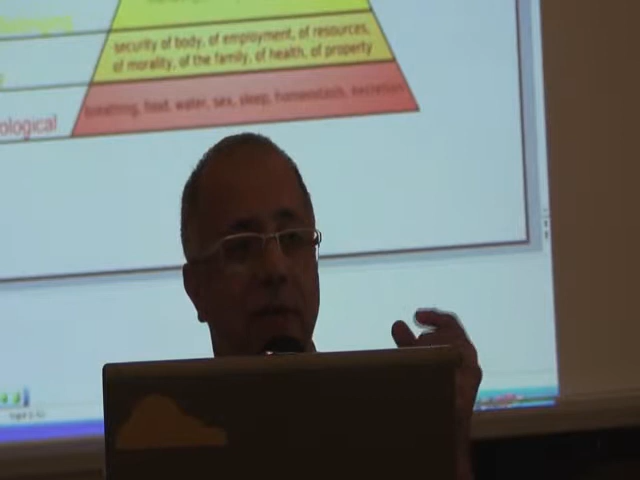 security of body, of employment, of resources,
of morality, of the family, of health, of property
breathing, food, water, sex, sleep, homeostasis, excretion
ological